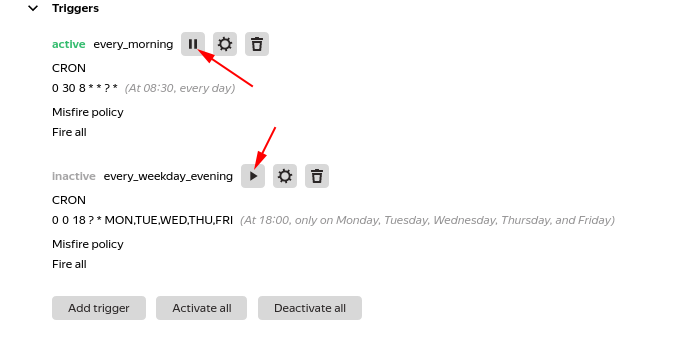 Triggers
active every_morning
CRON
0 30 8 * * ? * (At 08:30, every day)
Misfire policy
Fire all
inactive every_weekday_evening
CRON
0 0 18 ? * MON,TUE,WED,THU,FRI (At 18:00, only on Monday, Tuesday, Wednesday, Thursday, and Friday)
Misfire policy
Fire all
Add trigger Activate all Deactivate all